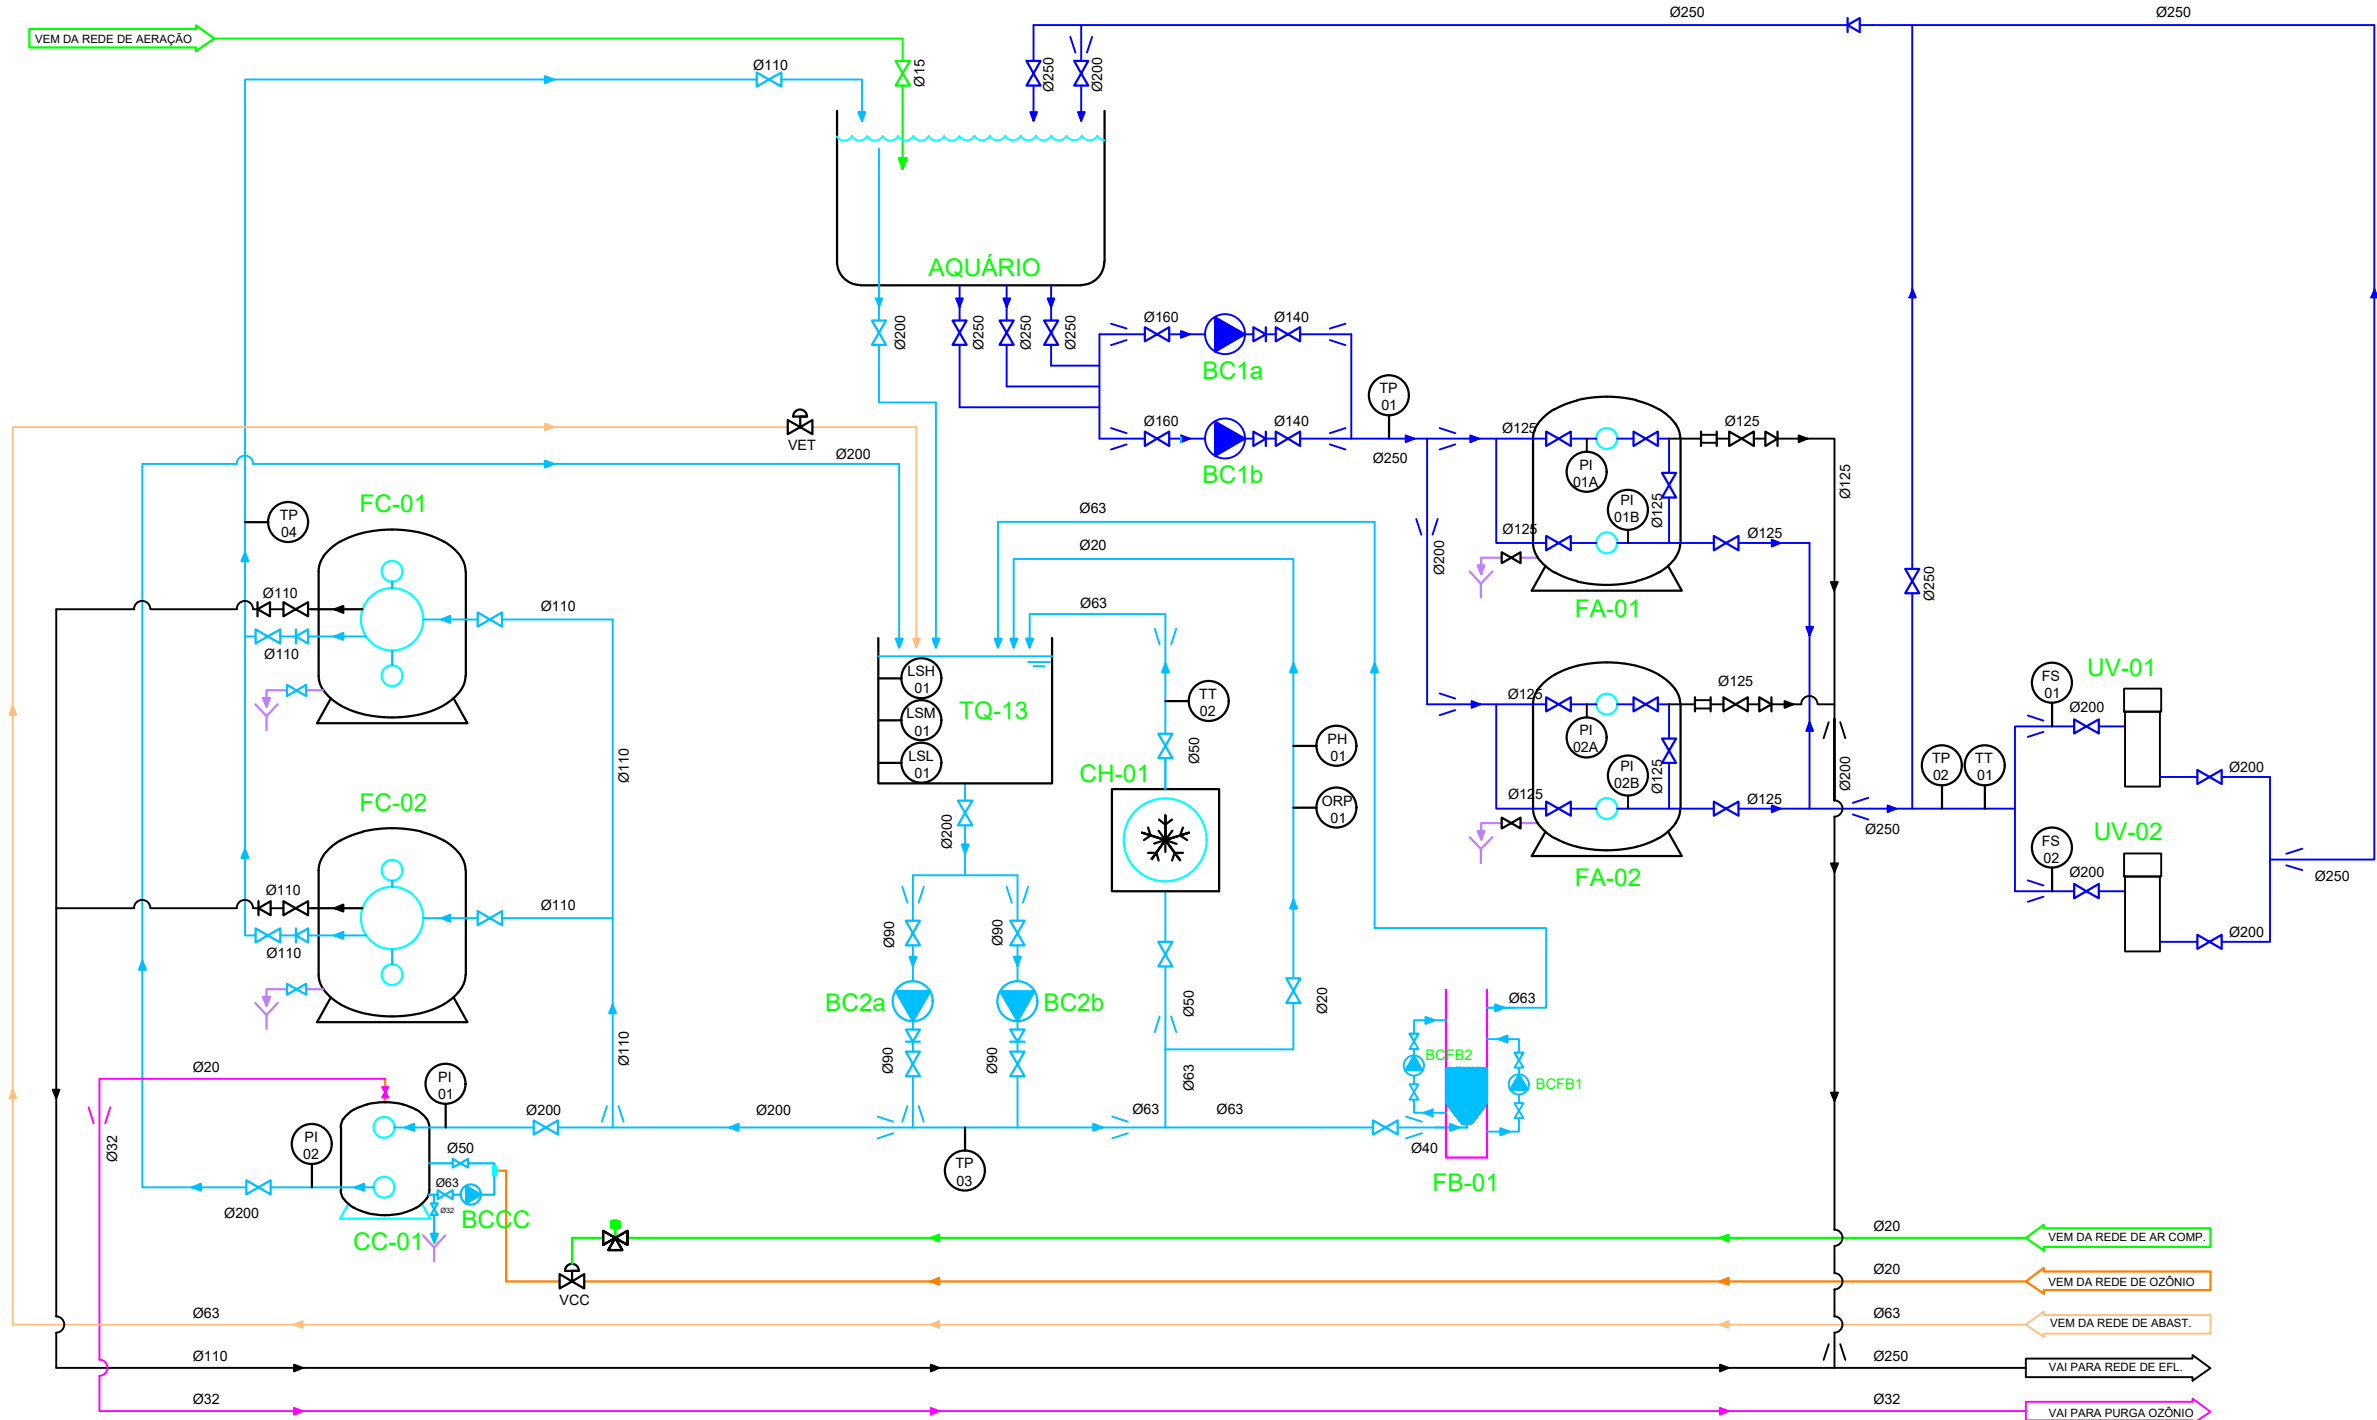 Ø250
Ø250
VEM DA REDE DE AERAÇÃO
Ø110
Ø15
Ø250
Ø200
AQUÁRIO
Ø200
Ø250
Ø250
Ø250
Ø160
Ø140
BC1a
Ø160
Ø140
BC1b
TP
01
Ø250
VET
Ø200
Ø125
PI
01A
PI
01B
Ø125
Ø125
Ø125
Ø125
Ø125
FA-01
Ø200
Ø250
FC-01
TP
04
Ø110
Ø110
Ø110
Ø63
Ø20
Ø63
LSH
01
LSM
01
LSL
01
TQ-13
TT
02
Ø50
PH
01
ORP
01
CH-01
Ø125
PI
02A
PI
02B
Ø125
Ø125
Ø125
Ø125
FA-02
Ø200
Ø250
TP
02
TT
01
FS
01
Ø200
UV-01
Ø200
FS
02
Ø200
UV-02
Ø200
Ø250
Ø110
FC-02
Ø110
Ø110
Ø110
Ø200
Ø90
Ø90
BC2a
BC2b
Ø90
Ø90
Ø50
Ø20
Ø63
Ø63
BCFB2
BCFB1
Ø110
Ø20
PI
01
Ø32
PI
02
Ø200
Ø200
Ø63
Ø63
Ø40
FB-01
TP
03
Ø50
Ø63
Ø32
BCCC
Ø200
CC-01
Ø20
VEM DA REDE DE AR COMP.
VCC
Ø20
VEM DA REDE DE OZÔNIO
Ø63
Ø63
VEM DA REDE DE ABAST.
Ø110
Ø250
VAI PARA REDE DE EFL.
Ø32
Ø32
VAI PARA PURGA OZÔNIO